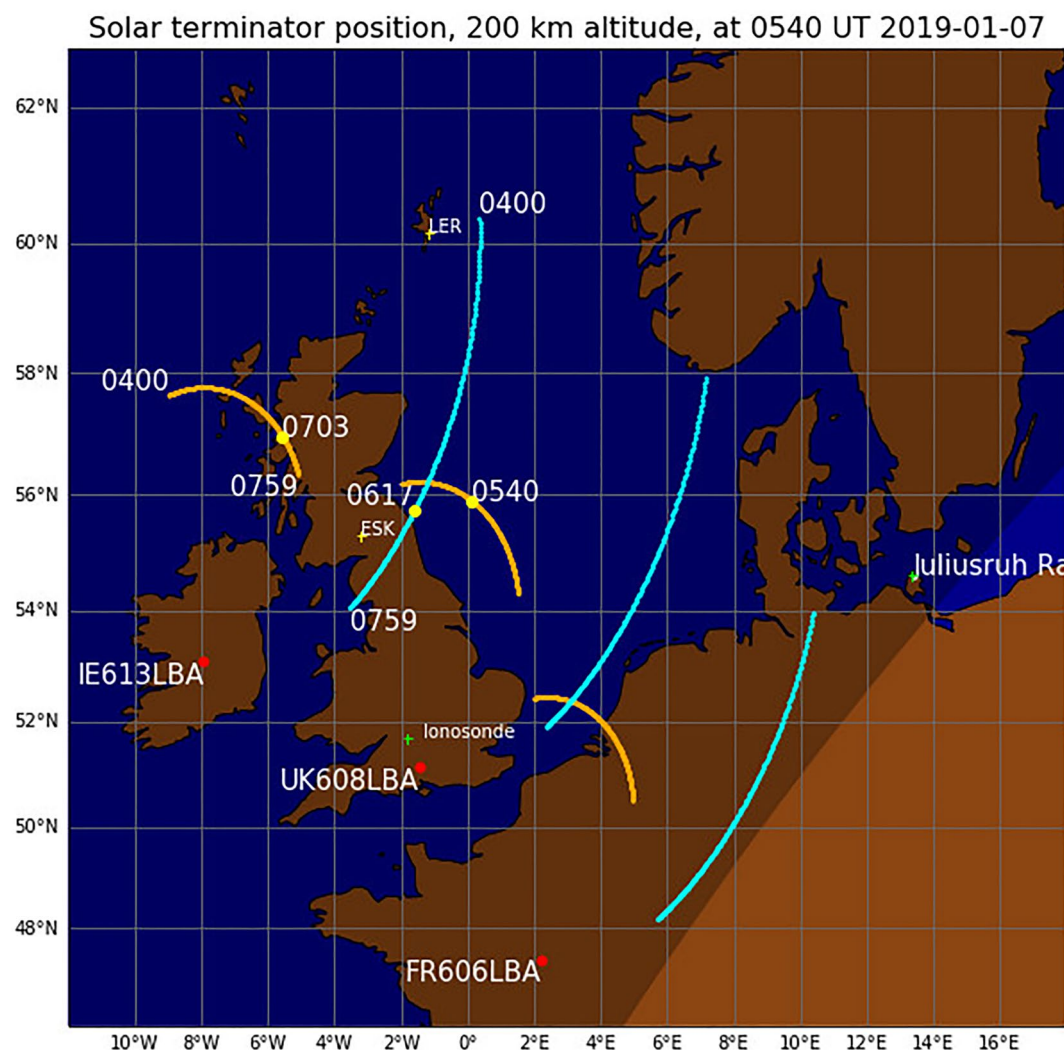 Solar terminator position, 200 km altitude, at 0540 UT 2019-01-07
62°N
0400
LER
60°N
58°N
0400
0703
0759
56°N
0617
0540
ESK
Juliusruh Ra
54°N
0759
IE613LBA
52°N
Ionosonde
UK608LBA
50°N
48°N
FR606LBA
10°W 8°W 6°W 4°W 2°W 0° 2°E 4°E 6°E 8°E 10°E 12°E 14°E 16°E